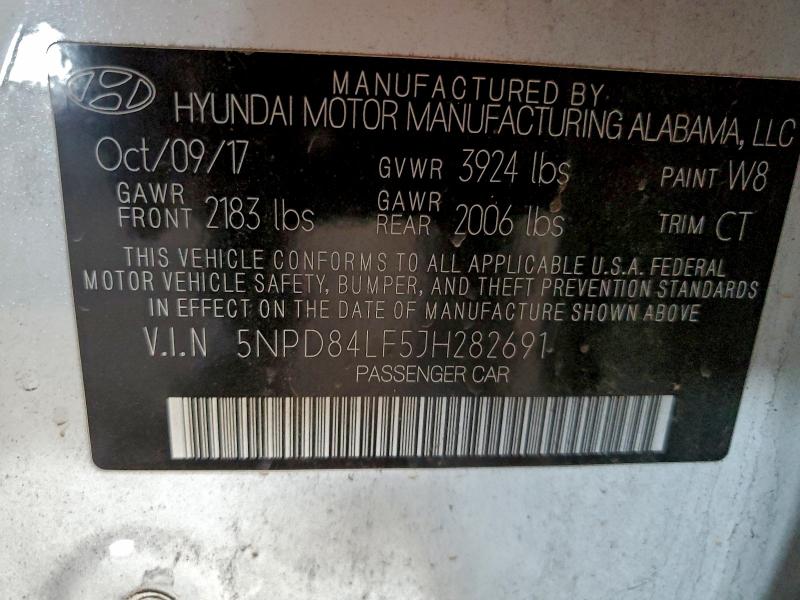 MANUFACTURED BY
HYUNDAI MOTOR MANUFACTURING ALABAMA, LLC
Oct/09/17 GVWR 3924 lbs PAINT W8
GAWR FRONT 2183 lbs GAWR REAR 2006 lbs TRIM CT
THIS VEHICLE CONFORMS TO ALL APPLICABLE U.S.A. FEDERAL
MOTOR VEHICLE SAFETY, BUMPER, AND THEFT PREVENTION STANDARDS
IN EFFECT ON THE DATE OF MANUFACTURE SHOWN ABOVE.
V.I.N 5NPD84LF5JH282691
PASSENGER CAR